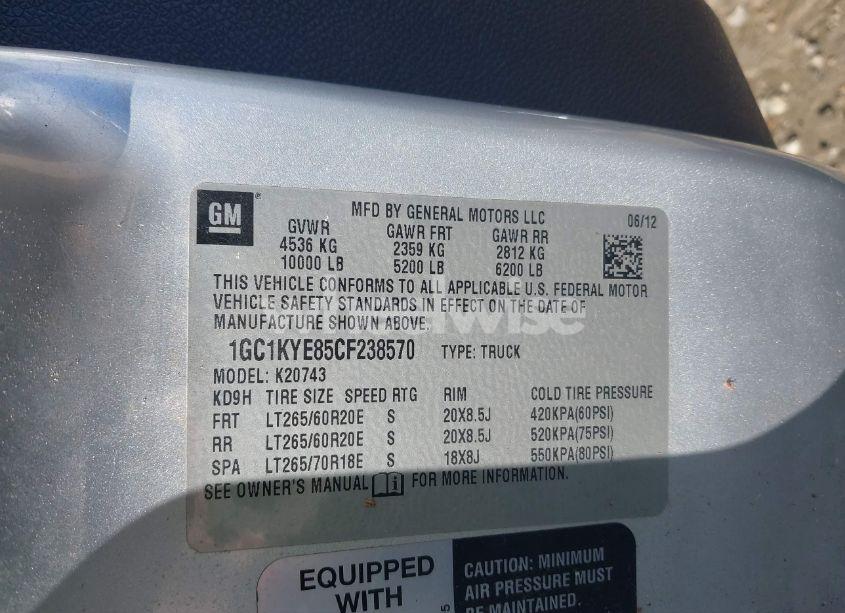 GM
MFD BY GENERAL MOTORS LLC
06/12
GVWR GAWR FRT GAWR RR
4536 KG 2359 KG 2812 KG
10000 LB 5200 LB 6200 LB
THIS VEHICLE CONFORMS TO ALL APPLICABLE U.S. FEDERAL MOTOR
VEHICLE SAFETY STANDARDS IN EFFECT ON THE DATE OF
MANUFACTURE SHOWN ABOVE.
1GC1KYE85CF238570 TYPE: TRUCK
MODEL: K20743
KD9H TIRE SIZE SPEED RTG RIM COLD TIRE PRESSURE
FRT LT265/60R20E S 20X8.5J 420KPA(60PSI)
RR LT265/60R20E S 20X8.5J 520KPA(75PSI)
SPA LT265/70R18E S 18X8J 550KPA(80PSI)
SEE OWNER'S MANUAL FOR MORE INFORMATION.
EQUIPPED
WITH
CAUTION: MINIMUM
AIR PRESSURE MUST
BE MAINTAINED.